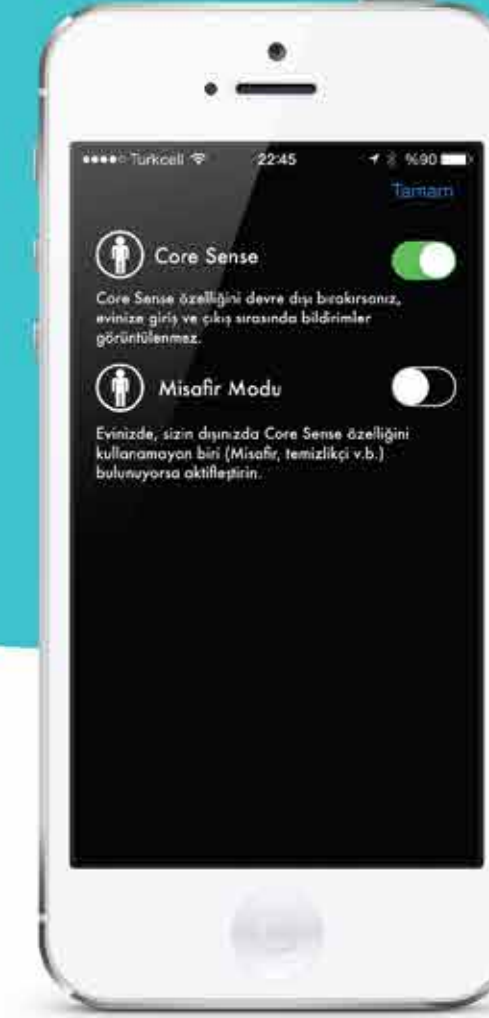 Turkcell 22:45 %90
Tamam
Core Sense
Core Sense özelliğini devre dışı bırakırsanız,
evinize giriş ve çıkış sırasında bildirimler
görüntülenmez.
Misafir Modu
Evinizde, sizin dışınızda Core Sense özelliğini
kullanamayan biri (Misafir, temizlikçi v.b.)
bulunuyorsa aktifleştirin.